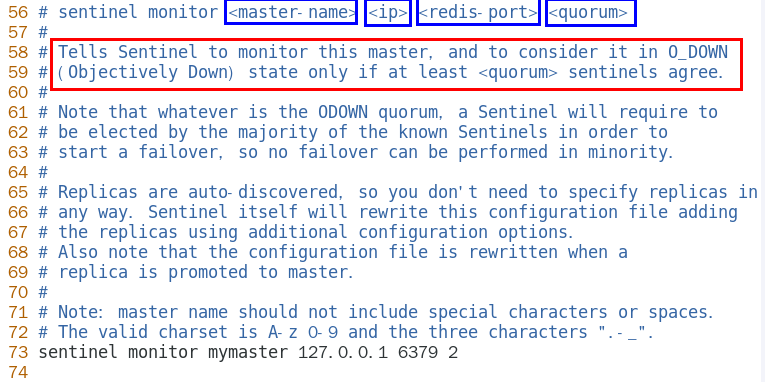 56 # sentinel monitor <master-name> <ip> <redis-port> <quorum>
57 #
58 # Tells Sentinel to monitor this master, and to consider it in O_DOWN
59 # (Objectively Down) state only if at least <quorum> sentinels agree.
60 #
61 # Note that whatever is the ODOWN quorum, a Sentinel will require to
62 # be elected by the majority of the known Sentinels in order to
63 # start a failover, so no failover can be performed in minority.
64 #
65 # Replicas are auto-discovered, so you don't need to specify replicas in
66 # any way. Sentinel itself will rewrite this configuration file adding
67 # the replicas using additional configuration options.
68 # Also note that the configuration file is rewritten when a
69 # replica is promoted to master.
70 #
71 # Note: master name should not include special characters or spaces.
72 # The valid charset is A-z 0-9 and the three characters ".-_".
73 sentinel monitor mymaster 127.0.0.1 6379 2
74